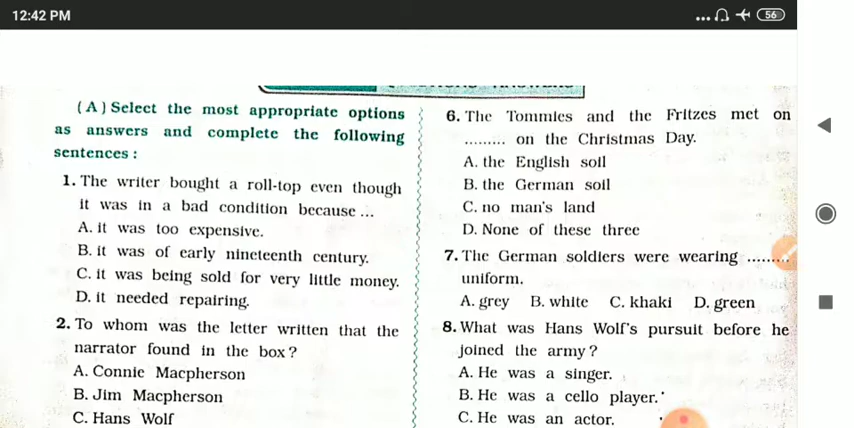 12:42 PM
56
(A) Select the most appropriate options
as answers and complete the following
sentences :
1. The writer bought a roll-top even though
it was in a bad condition because ...
A. it was too expensive.
B. it was of early nineteenth century.
C. it was being sold for very little money.
D. it needed repairing.
2. To whom was the letter written that the
narrator found in the box?
A. Connie Macpherson
B. Jim Macpherson
C. Hans Wolf
6. The Tommies and the Fritzes met on
......... on the Christmas Day.
A. the English soil
B. the German soil
C. no man's land
D. None of these three
7. The German soldiers were wearing .........
uniform.
A. grey B. white C. khaki D. green
8. What was Hans Wolf's pursuit before he
joined the army?
A. He was a singer.
B. He was a cello player.
C. He was an actor.